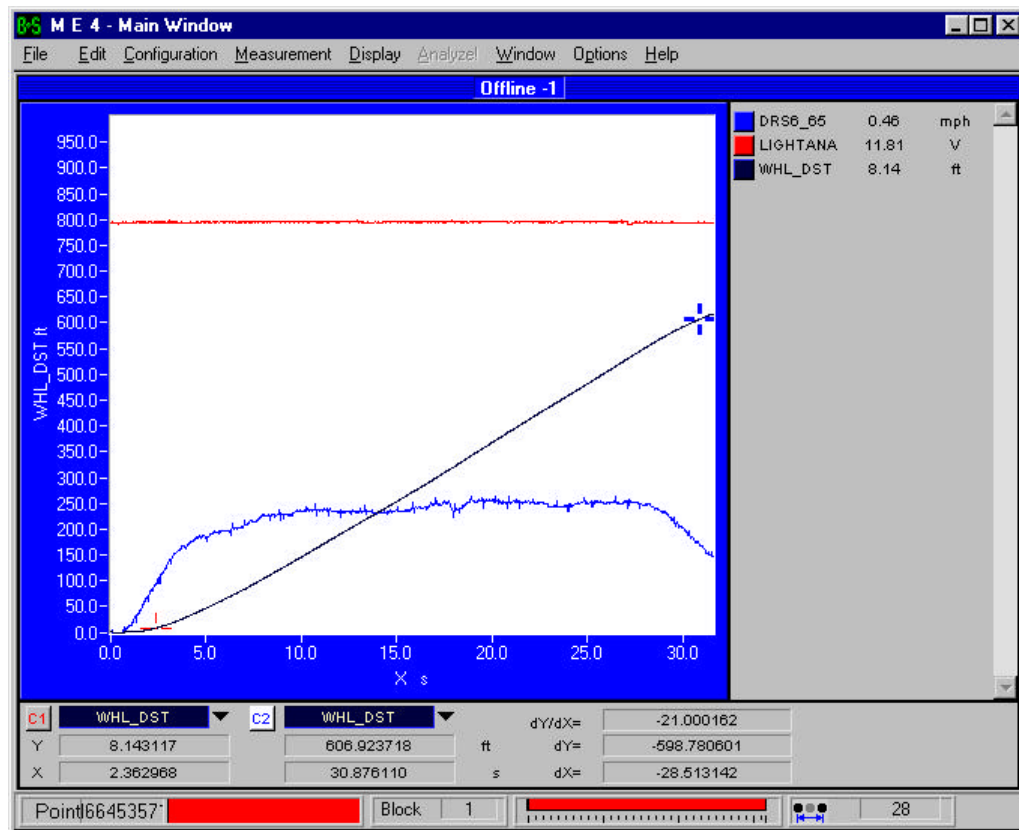 B&S M E 4 - Main Window
File Edit Configuration Measurement Display Analyze! Window Options Help
Offline -1
DRS6_65 0.46 mph
LIGHTANA 11.81 V
WHL_DST 8.14 ft
950.0
900.0
850.0
800.0
750.0
700.0
650.0
600.0
550.0
500.0
450.0
400.0
350.0
300.0
250.0
200.0
150.0
100.0
50.0
0.0
WHL_DST ft
0.0 5.0 10.0 15.0 20.0 25.0 30.0
X s
C1 WHL_DST C2 WHL_DST dY/dX= -21.000162
Y 8.143117 606.923718 ft dY= -598.780601
X 2.362968 30.876110 s dX= -28.513142
Block 1 28